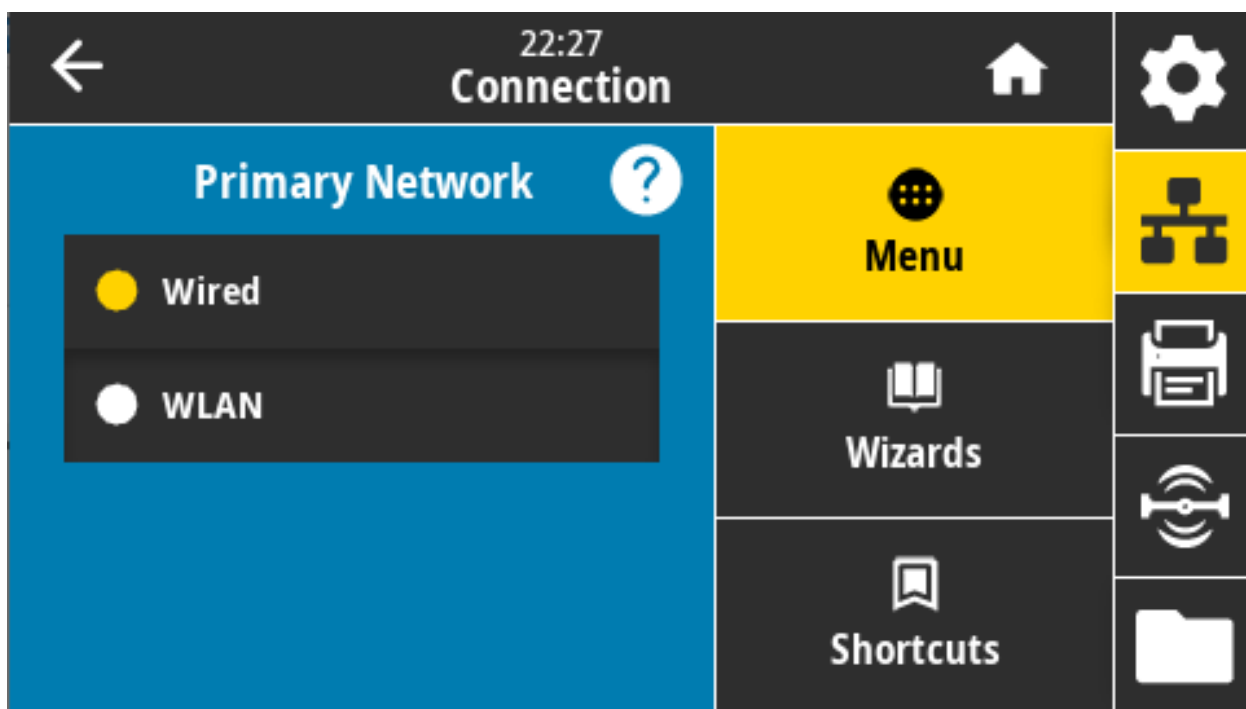 22:27
Connection
Primary Network
?
Wired
WLAN
Menu
Wizards
Shortcuts